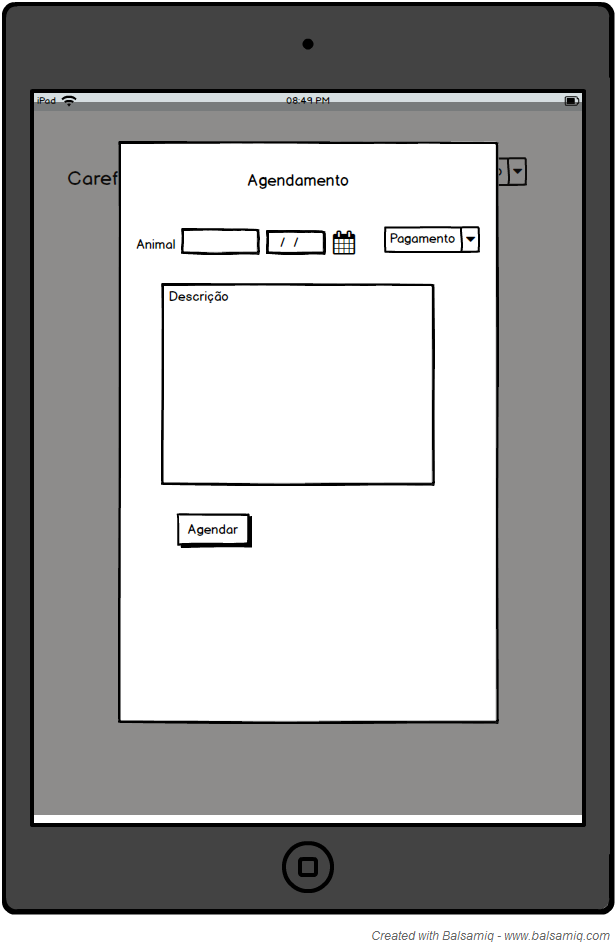 iPad 08:49 PM
Agendamento
Animal / / Pagamento
Descrição
Agendar
Created with Balsamiq - www.balsamiq.com